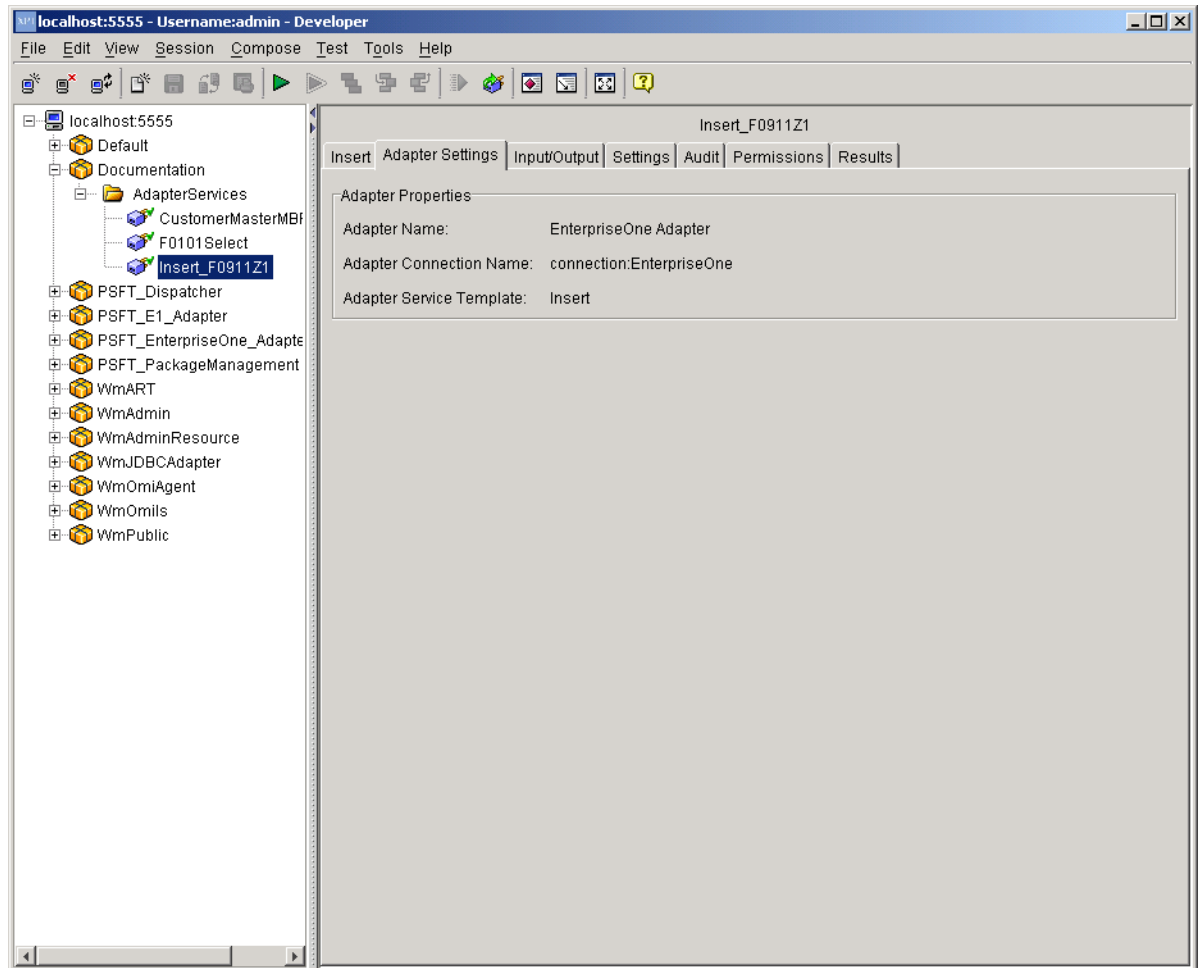 XPI localhost:5555 - Username:admin - Developer
File Edit View Session Compose Test Tools Help
localhost:5555
Default
Documentation
AdapterServices
CustomerMasterMBF
F0101Select
Insert_F0911Z1
PSFT_Dispatcher
PSFT_E1_Adapter
PSFT_EnterpriseOne_Adapte
PSFT_PackageManagement
WmART
WmAdmin
WmAdminResource
WmJDBCAdapter
WmOmiAgent
WmOmils
WmPublic
Insert_F0911Z1
Insert Adapter Settings Input/Output Settings Audit Permissions Results
Adapter Properties
Adapter Name: EnterpriseOne Adapter
Adapter Connection Name: connection:EnterpriseOne
Adapter Service Template: Insert